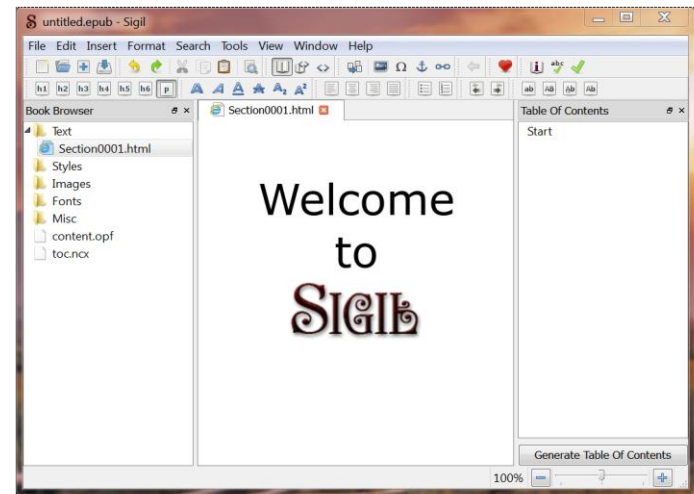 untitled.epub - Sigil
File Edit Insert Format Search Tools View Window Help
h1 h2 h3 h4 h5 h6 p A A A A A₂ A² ab AB Ab Ab
Book Browser
Section0001.html
Table Of Contents
Text
Section0001.html
Styles
Images
Fonts
Misc
content.opf
toc.ncx
Welcome
to
SIGIL
Start
Generate Table Of Contents
100%